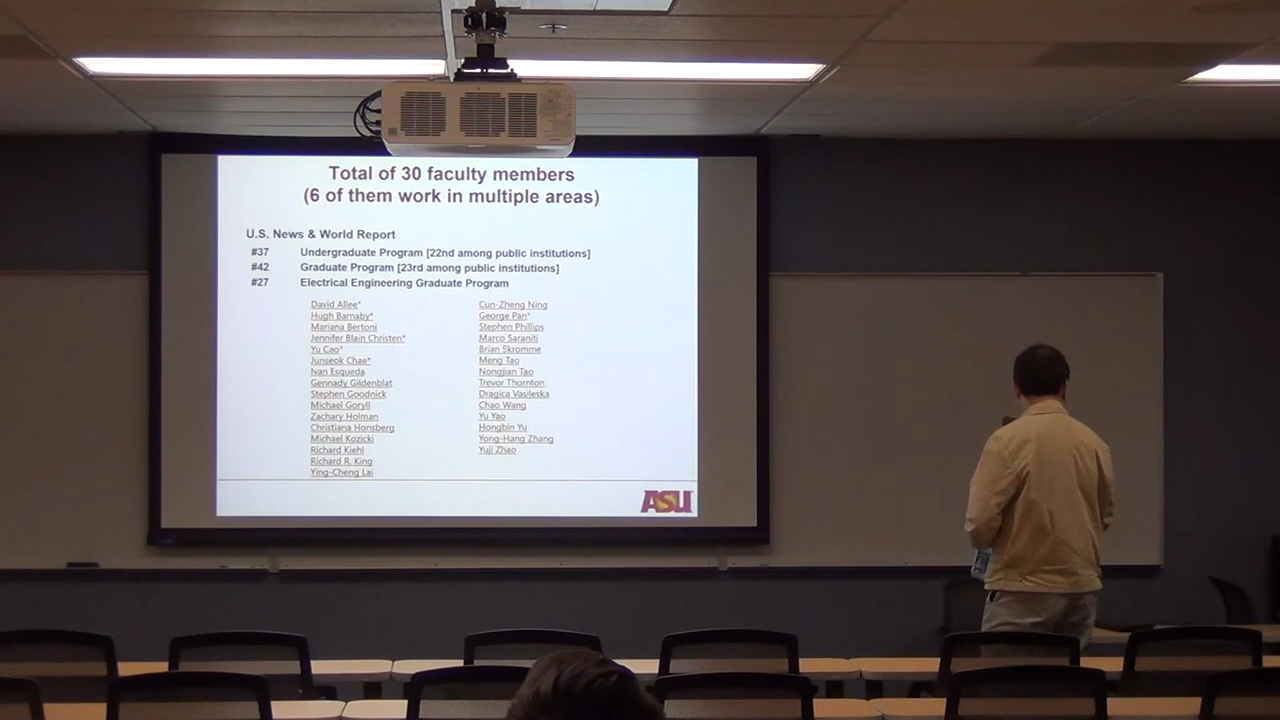 Total of 30 faculty members
(6 of them work in multiple areas)
U.S. News & World Report
#37 Undergraduate Program [22nd among public institutions]
#42 Graduate Program [23rd among public institutions]
#27 Electrical Engineering Graduate Program
David Allee*
Hugh Barnaby*
Mariana Bertoni
Jennifer Blain Christen*
Yu Cao*
Junseok Chae*
Ivan Esqueda
Gennady Gildenblat
Stephen Goodnick
Michael Goryll
Zachary Holman
Christiana Honsberg
Michael Kozicki
Richard Kiehl
Richard R. King
Ying-Cheng Lai
Cun-Zheng Ning
George Pan*
Stephen Phillips
Marco Saraniti
Brian Skromme
Meng Tao
Nongjian Tao
Trevor Thornton
Dragica Vasileska
Chao Wang
Yu Yao
Hongbin Yu
Yong-Hang Zhang
Yuji Zhao
ASU